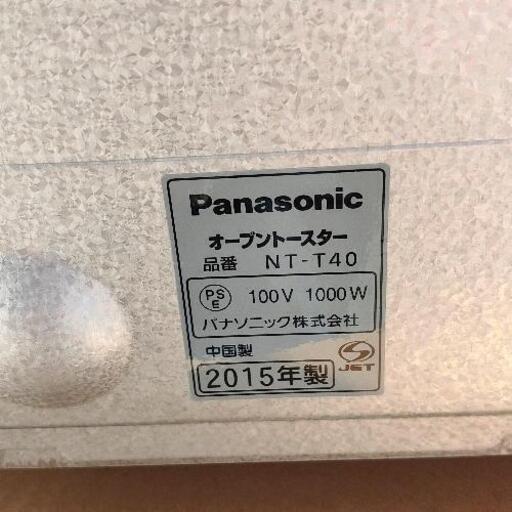 Panasonic
オーブントースター
品番 NT-T40
PS E 100V 1000W
パナソニック株式会社
中国製
2015年製
JET